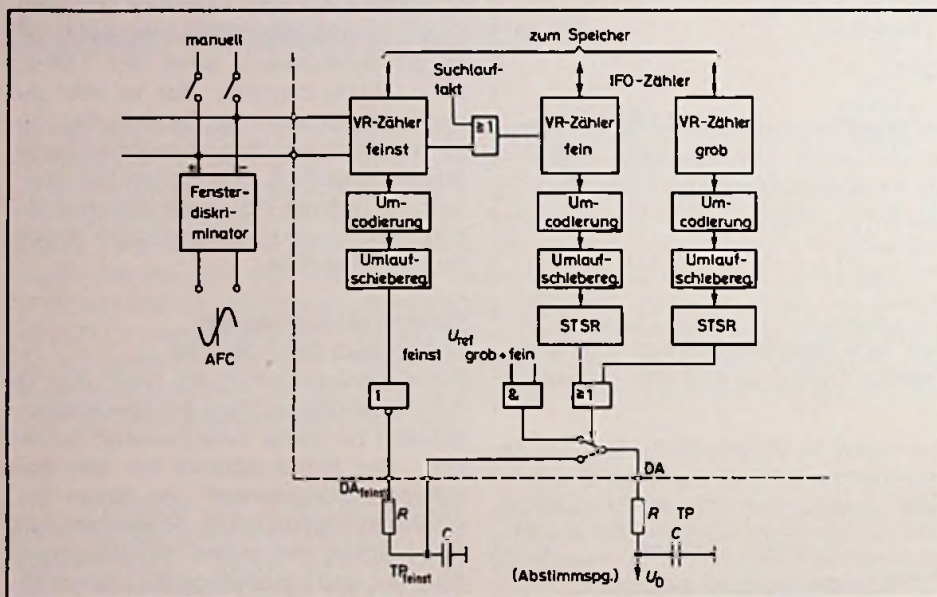 manuell
zum Speicher
Suchlauf-
takt
IFO-Zähler
VR-Zähler
feinst
≧1
VR-Zähler
fein
VR-Zähler
grob
+
–
Fenster-
diskri-
minator
Um-
codierung
Um-
codierung
Um-
codierung
Umlauf-
schiebereg.
Umlauf-
schiebereg.
Umlauf-
schiebereg.
AFC
STSR
STSR
Uref
feinst
grob+fein
1
&
≧1
DA
DAfeinst
R
C
TPfeinst
R
TP
C
(Abstimmspg.)
UD